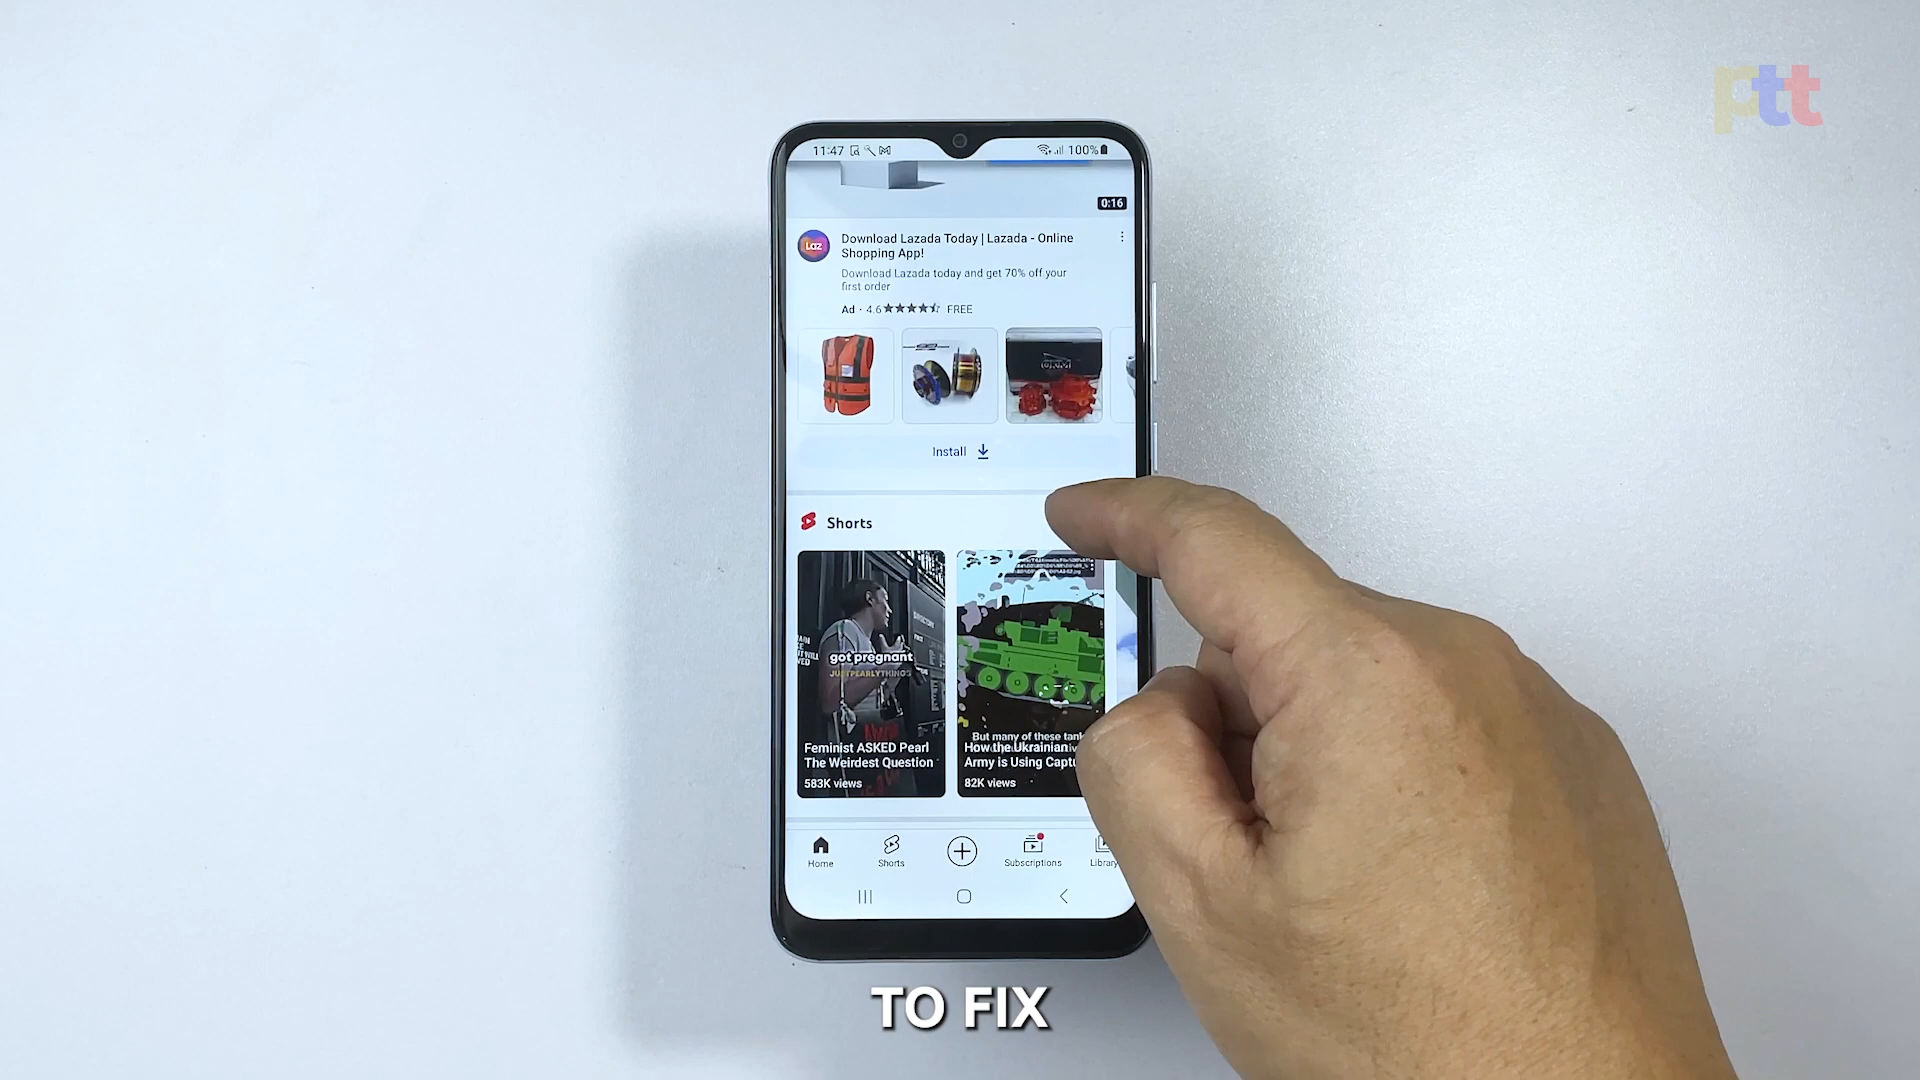 ptt
11:47
100%
0:16
Laz
Download Lazada Today | Lazada - Online
Shopping App!
Download Lazada today and get 70% off your
first order
Ad · 4.6 FREE
Install
Shorts
got pregnant
JUSTPEARLYTHINGS
Feminist ASKED Pearl
The Weirdest Question
583K views
But many of these tank
How the Ukrainian
Army is Using Captu
82K views
Home
Shorts
Subscriptions
Library
TO FIX